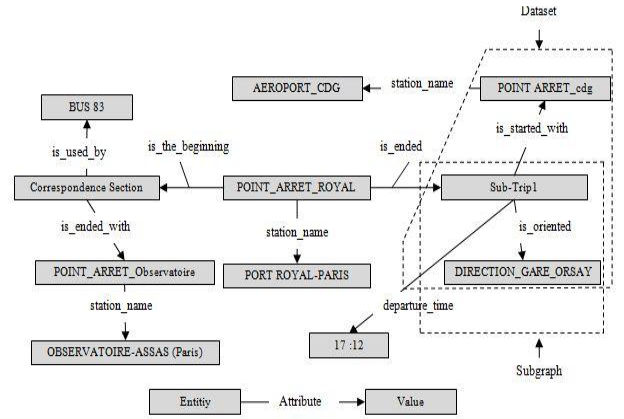 Dataset
AEROPORT_CDG
station_name
POINT ARRET_cdg
BUS 83
is_started_with
is_used_by
is_the_beginning
is_ended
Correspondence Section
POINT_ARRET_ROYAL
Sub-Trip1
is_ended_with
station_name
is_oriented
POINT_ARRET_Observatoire
PORT ROYAL-PARIS
DIRECTION_GARE_ORSAY
station_name
departure_time
OBSERVATOIRE-ASSAS (Paris)
17 :12
Subgraph
Entitiy
Attribute
Value